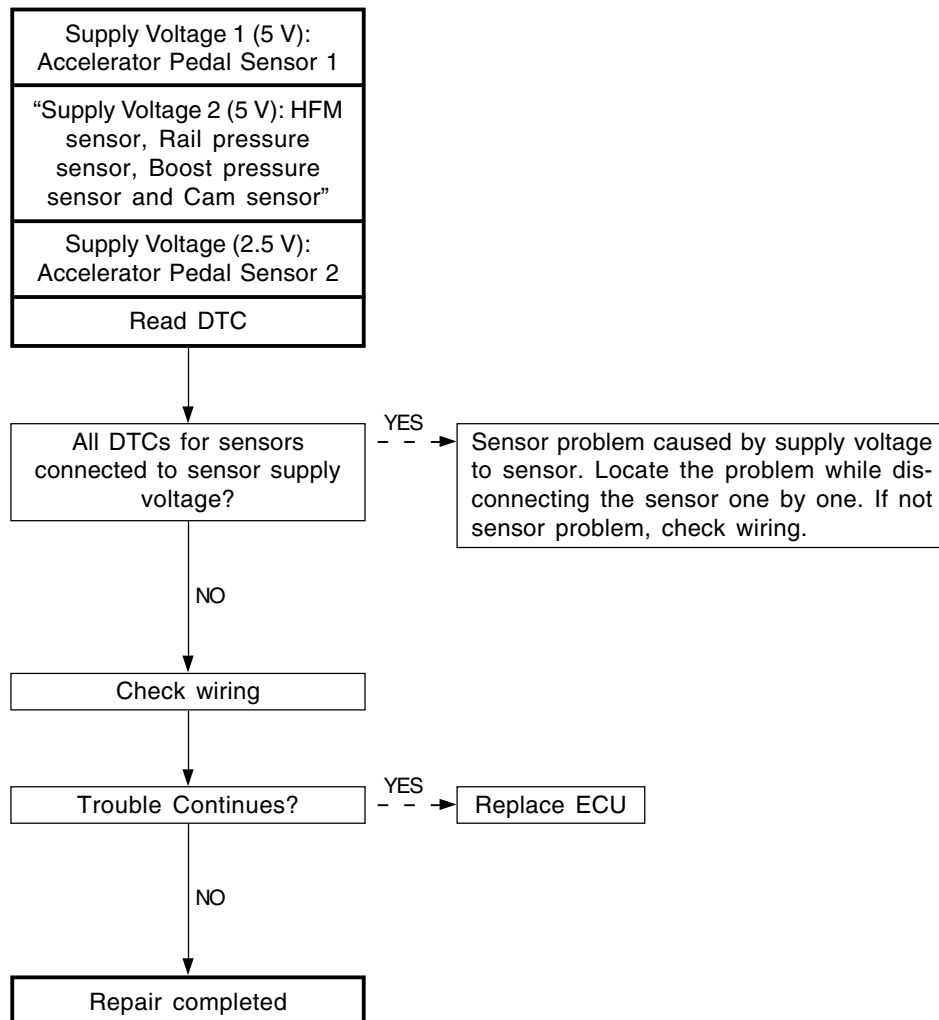 Supply Voltage 1 (5 V):
Accelerator Pedal Sensor 1
“Supply Voltage 2 (5 V): HFM
sensor, Rail pressure
sensor, Boost pressure
sensor and Cam sensor”
Supply Voltage (2.5 V):
Accelerator Pedal Sensor 2
Read DTC
All DTCs for sensors
connected to sensor supply
voltage?
YES
Sensor problem caused by supply voltage
to sensor. Locate the problem while dis-
connecting the sensor one by one. If not
sensor problem, check wiring.
NO
Check wiring
Trouble Continues?
YES
Replace ECU
NO
Repair completed